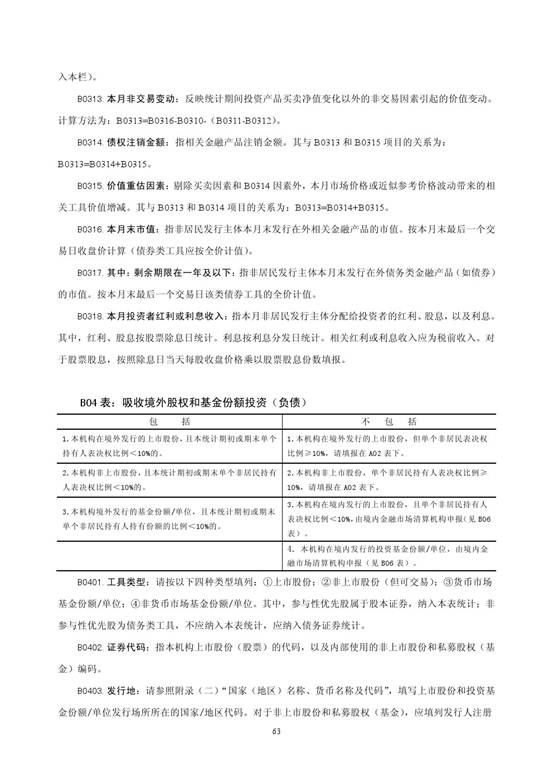 入本栏）。
B0313. 本月非交易变动：反映统计期间投资产品买卖净值变化以外的非交易因素引起的价值变动。
计算方法为：B0313=B0316-B0310-（B0311-B0312）。
B0314. 债权注销金额：指相关金融产品注销金额。其与 B0313 和 B0315 项目的关系为：
B0313=B0314+B0315。
B0315. 价值重估因素：剔除买卖因素和 B0314 因素外，本月市场价格或近似参考价格波动带来的相
关工具价值增减。其与 B0313 和 B0314 项目的关系为：B0313=B0314+B0315。
B0316. 本月末市值：指非居民发行主体本月末发行在外相关金融产品的市值。按本月末最后一个交
易日收盘价计算（债券类工具应按全价计值）。
B0317. 其中：剩余期限在一年及以下：指非居民发行主体本月末发行在外债务类金融产品（如债券）
的市值。按本月末最后一个交易日该类债券工具的全价计值。
B0318. 本月投资者红利或利息收入：指本月非居民发行主体分配给投资者的红利、股息，以及利息。
其中，红利、股息按股票除息日统计。利息按利息分发日统计。相关红利或利息收入应为税前收入。对
于股票股息，按照除息日当天每股收盘价格乘以股票股息份数填报。
B04 表：吸收境外股权和基金份额投资（负债）
包 括
不 包 括
1.本机构在境外发行的上市股份，且本统计期初或期末单个
持有人表决权比例＜10%的。
1.本机构在境外发行的上市股份，但单个非居民表决权
比例≥10%，请填报在 A02 表下。
2.本机构非上市股份，且本统计期初或期末单个非居民持有
人表决权比例＜10%的。
2.本机构非上市股份，单个非居民持有人表决权比例≥
10%，请填报在 A02 表下。
3.本机构境外发行的基金份额/单位，且本统计期初或期末
单个非居民持有人持有份额的比例＜10%的。
3.本机构在境内发行的上市股份，且单个非居民持有人
表决权比例＜10%,由境内金融市场清算机构申报（见 B06
表）。
4. 本机构在境内发行的投资基金份额/单位，由境内金
融市场清算机构申报（见 B06 表）。
B0401. 工具类型：请按以下四种类型填列：①上市股份；②非上市股份（但可交易）；③货币市场
基金份额/单位；④非货币市场基金份额/单位。其中，参与性优先股属于股本证券，纳入本表统计；非
参与性优先股为债务类工具，不应纳入本表统计，应纳入债务证券统计。
B0402. 证券代码：指本机构上市股份（股票）的代码，以及内部使用的非上市股份和私募股权（基
金）编码。
B0403. 发行地：请参照附录（二）“国家（地区）名称、货币名称及代码”，填写上市股份和投资基
金份额/单位发行场所所在的国家/地区代码。对于非上市股份和私募股权（基金），应填列发行人注册
63